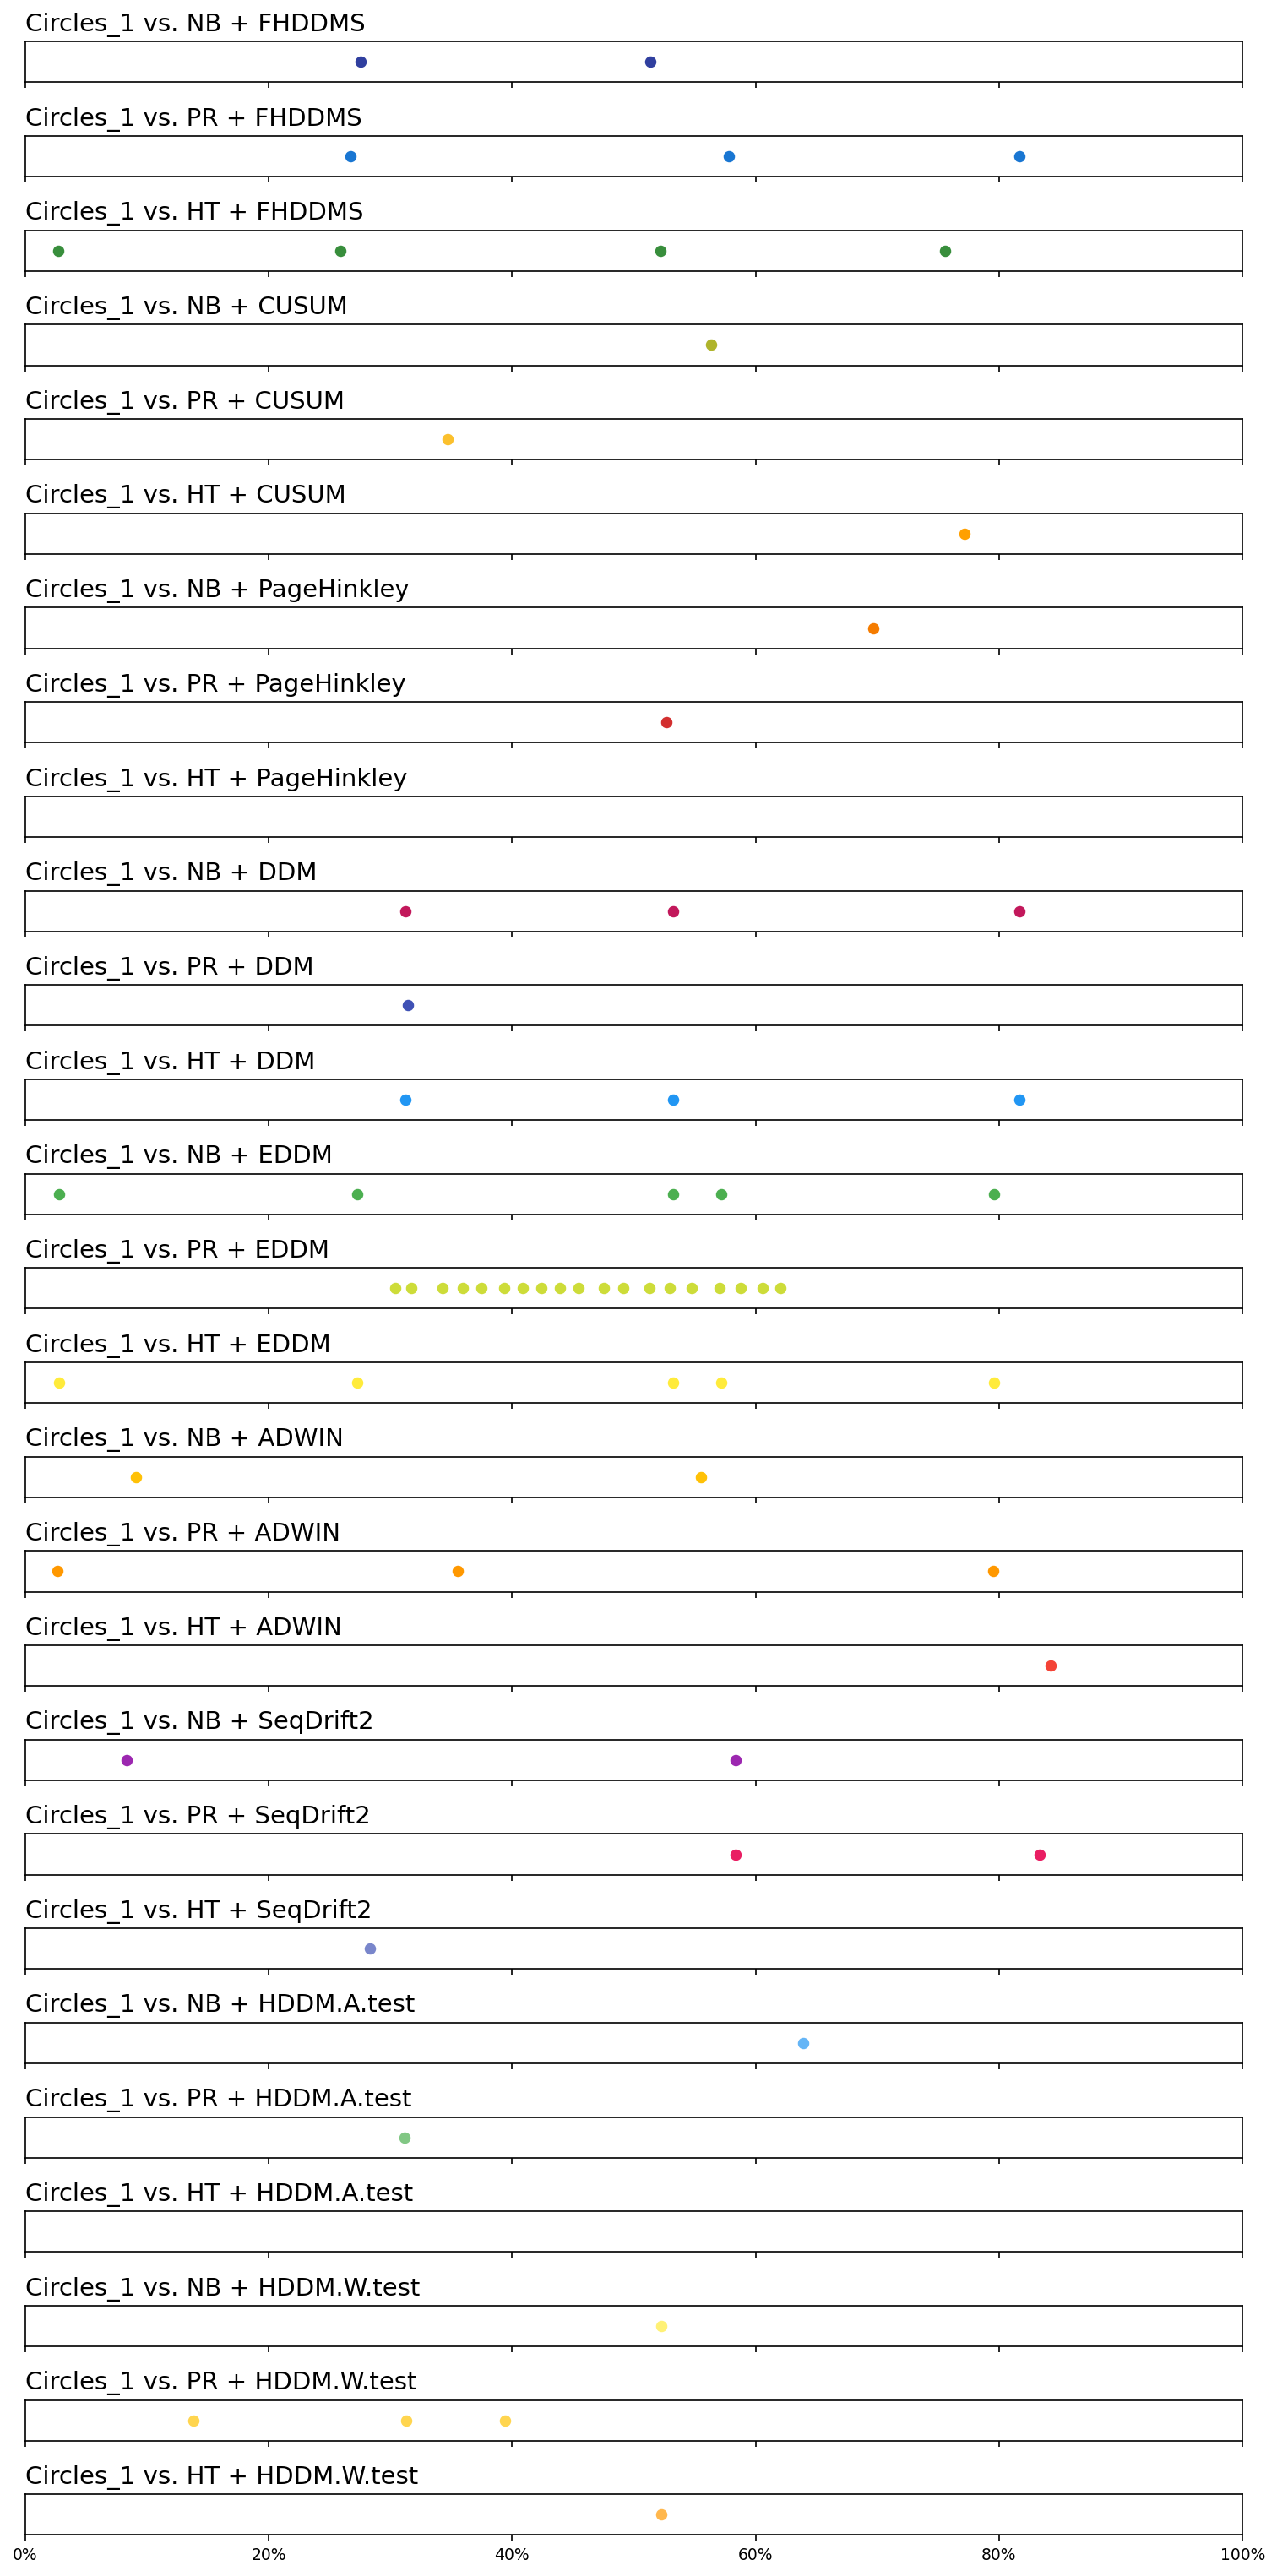 Circles_1 vs. NB + FHDDMS
Circles_1 vs. PR + FHDDMS
Circles_1 vs. HT + FHDDMS
Circles_1 vs. NB + CUSUM
Circles_1 vs. PR + CUSUM
Circles_1 vs. HT + CUSUM
Circles_1 vs. NB + PageHinkley
Circles_1 vs. PR + PageHinkley
Circles_1 vs. HT + PageHinkley
Circles_1 vs. NB + DDM
Circles_1 vs. PR + DDM
Circles_1 vs. HT + DDM
Circles_1 vs. NB + EDDM
Circles_1 vs. PR + EDDM
Circles_1 vs. HT + EDDM
Circles_1 vs. NB + ADWIN
Circles_1 vs. PR + ADWIN
Circles_1 vs. HT + ADWIN
Circles_1 vs. NB + SeqDrift2
Circles_1 vs. PR + SeqDrift2
Circles_1 vs. HT + SeqDrift2
Circles_1 vs. NB + HDDM.A.test
Circles_1 vs. PR + HDDM.A.test
Circles_1 vs. HT + HDDM.A.test
Circles_1 vs. NB + HDDM.W.test
Circles_1 vs. PR + HDDM.W.test
Circles_1 vs. HT + HDDM.W.test
0% 20% 40% 60% 80% 100%